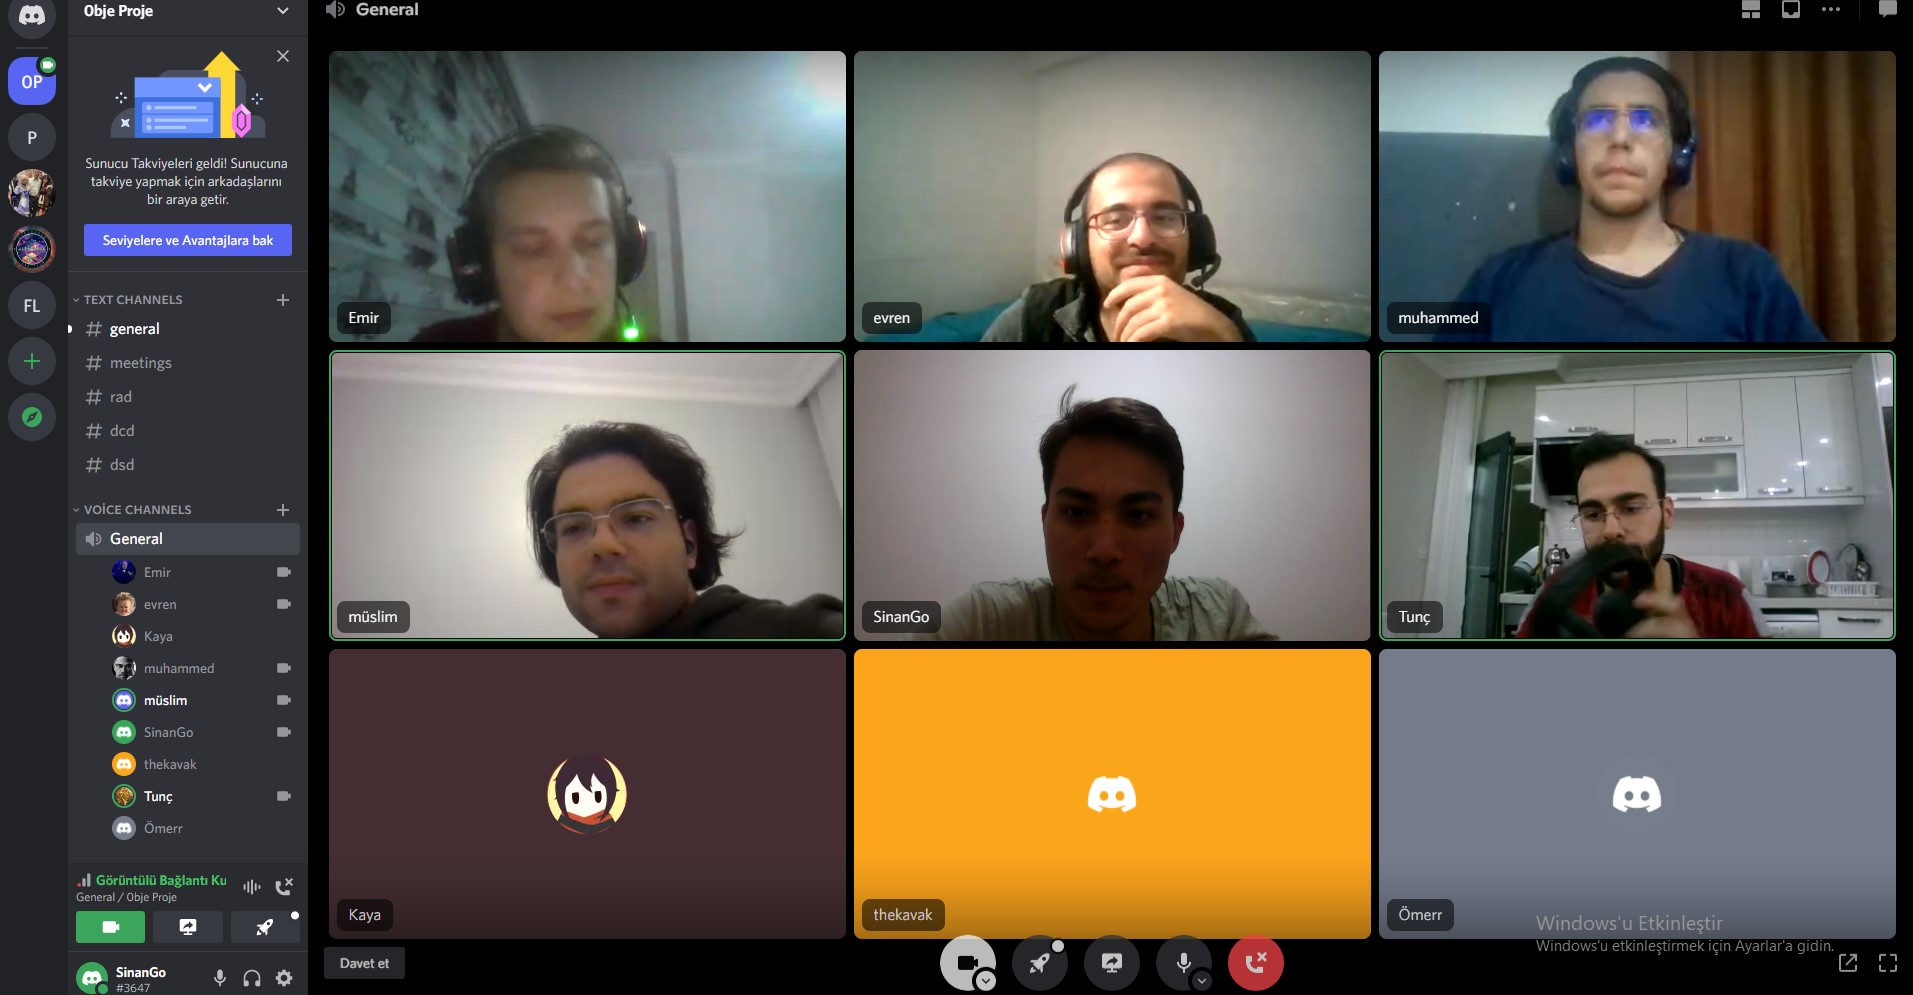 Obje Proje
General
OP
P
FL
Sunucu Takviyeleri geldi! Sunucuna
takviye yapmak için arkadaşlarını
bir araya getir.
Seviyelere ve Avantajlara bak
TEXT CHANNELS
general
meetings
rad
dcd
dsd
VOİCE CHANNELS
General
Emir
evren
Kaya
muhammed
müslim
SinanGo
thekavak
Tunç
Ömerr
Görüntülü Bağlantı Ku
General / Obje Proje
SinanGo
#3647
Emir
evren
muhammed
müslim
SinanGo
Tunç
Kaya
thekavak
Ömerr
Windows'u Etkinleştir
Windows'u etkinleştirmek için Ayarlar'a gidin.
Davet et